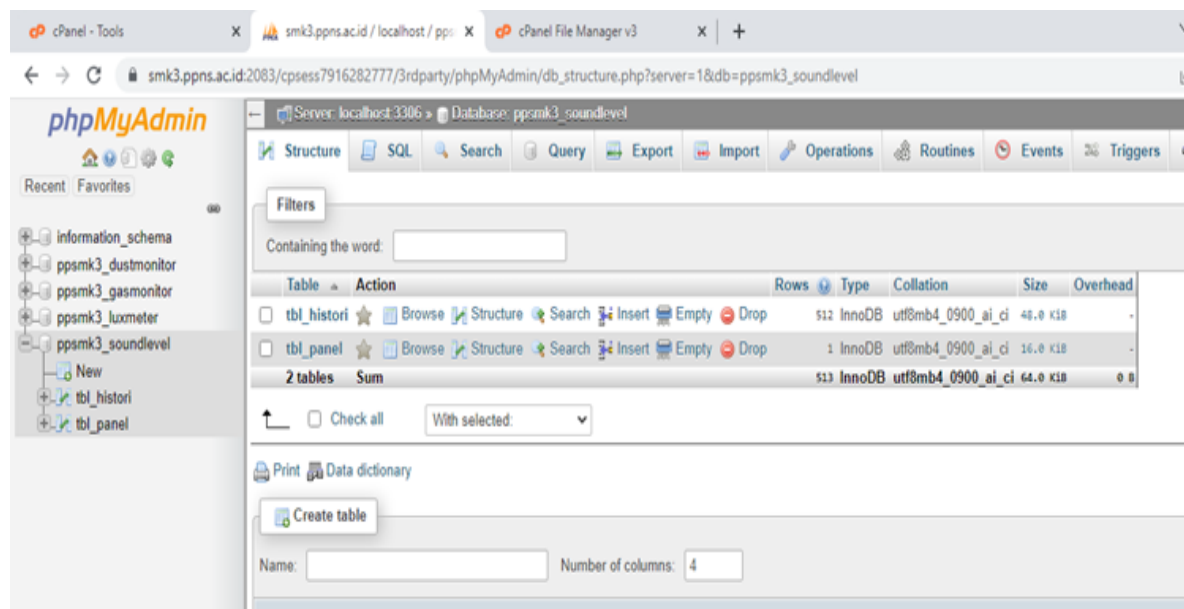 cPanel - Tools
smk3.ppns.ac.id / localhost / pps
cPanel File Manager v3
smk3.ppns.ac.id:2083/cpsess7916282777/3rdparty/phpMyAdmin/db_structure.php?server=1&db=ppsmk3_soundlevel
phpMyAdmin
Recent Favorites
information_schema
ppsmk3_dustmonitor
ppsmk3_gasmonitor
ppsmk3_luxmeter
ppsmk3_soundlevel
New
tbl_histori
tbl_panel
Server: localhost:3306 » Database: ppsmk3_soundlevel
Structure SQL Search Query Export Import Operations Routines Events Triggers
Filters
Containing the word:
Table Action Rows Type Collation Size Overhead
tbl_histori Browse Structure Search Insert Empty Drop 512 InnoDB utf8mb4_0900_ai_ci 48.0 KiB -
tbl_panel Browse Structure Search Insert Empty Drop 1 InnoDB utf8mb4_0900_ai_ci 16.0 KiB -
2 tables Sum 513 InnoDB utf8mb4_0900_ai_ci 64.0 KiB 0 B
Check all With selected:
Print Data dictionary
Create table
Name: Number of columns: 4